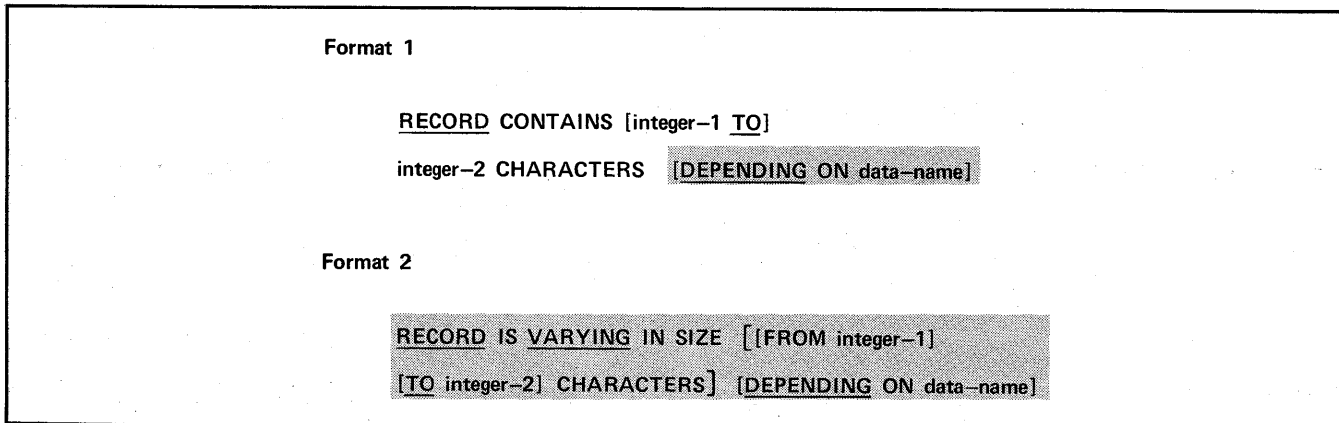 Format 1
RECORD CONTAINS [integer–1 TO]
integer–2 CHARACTERS [DEPENDING ON data–name]
Format 2
RECORD IS VARYING IN SIZE [[FROM integer–1]
[TO integer–2] CHARACTERS] [DEPENDING ON data–name]